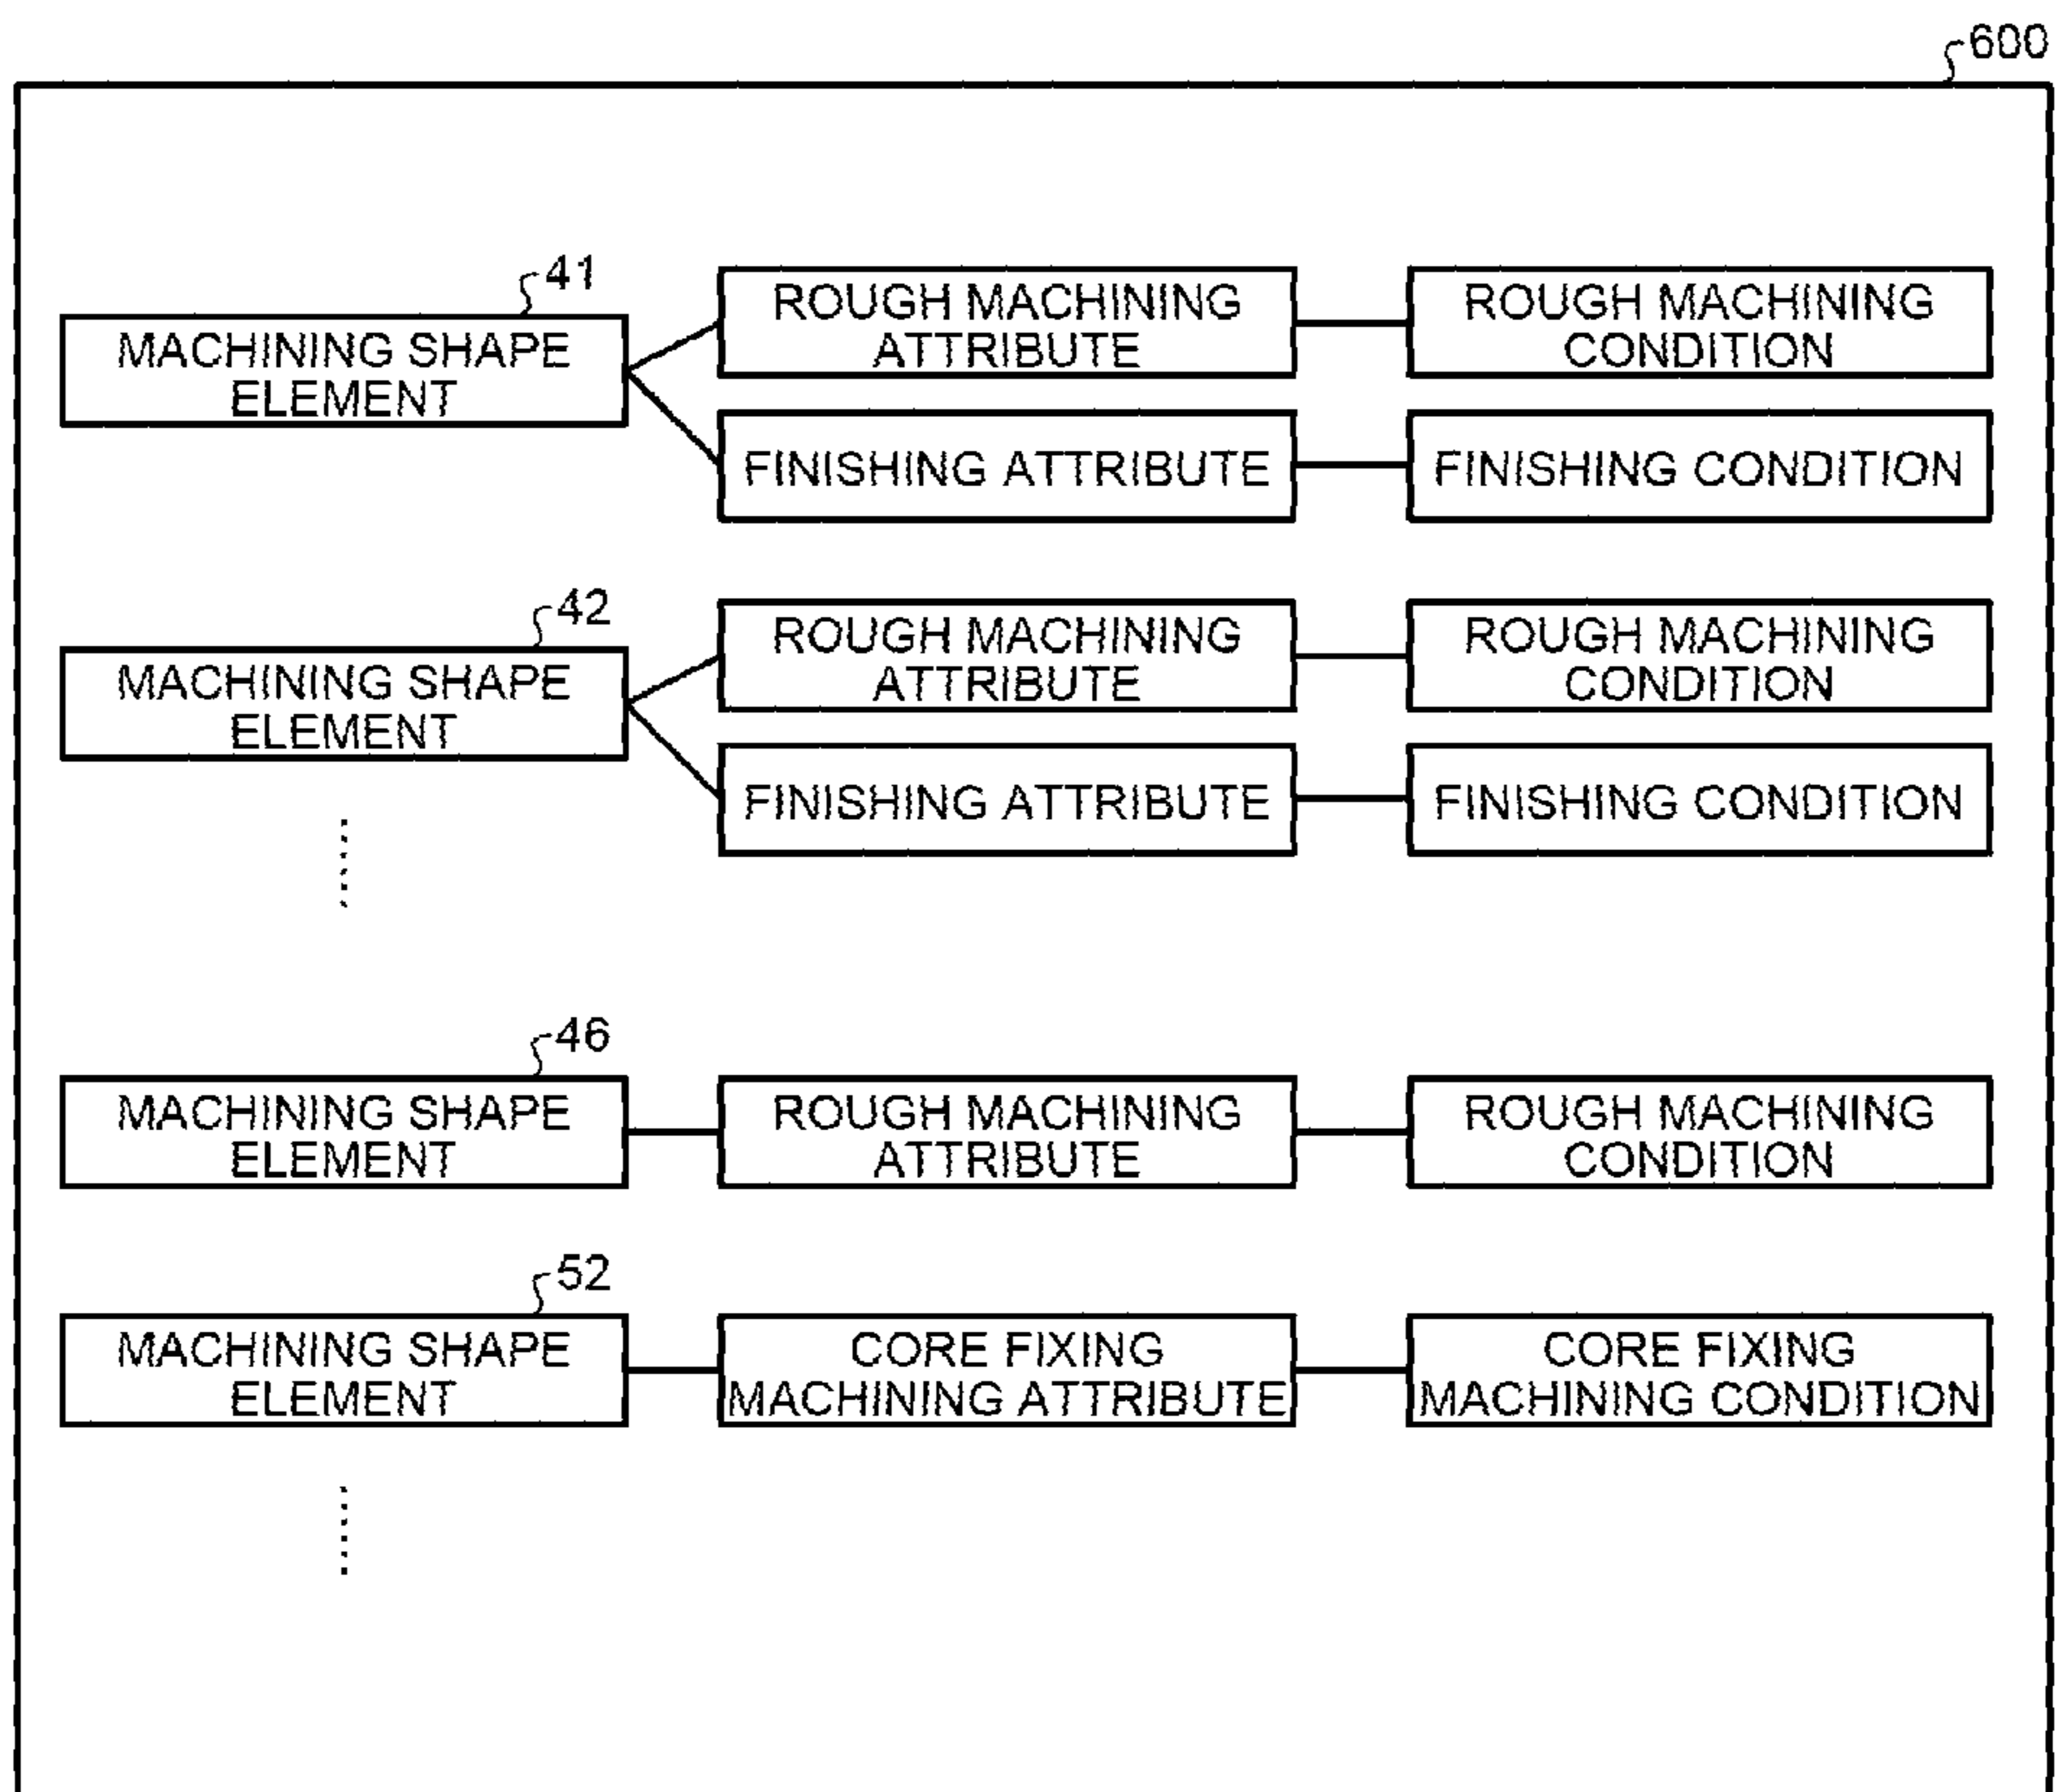 600
41
MACHINING SHAPE
ELEMENT
ROUGH MACHINING
ATTRIBUTE
ROUGH MACHINING
CONDITION
FINISHING ATTRIBUTE
FINISHING CONDITION
42
MACHINING SHAPE
ELEMENT
ROUGH MACHINING
ATTRIBUTE
ROUGH MACHINING
CONDITION
FINISHING ATTRIBUTE
FINISHING CONDITION
46
MACHINING SHAPE
ELEMENT
ROUGH MACHINING
ATTRIBUTE
ROUGH MACHINING
CONDITION
52
MACHINING SHAPE
ELEMENT
CORE FIXING
MACHINING ATTRIBUTE
CORE FIXING
MACHINING CONDITION